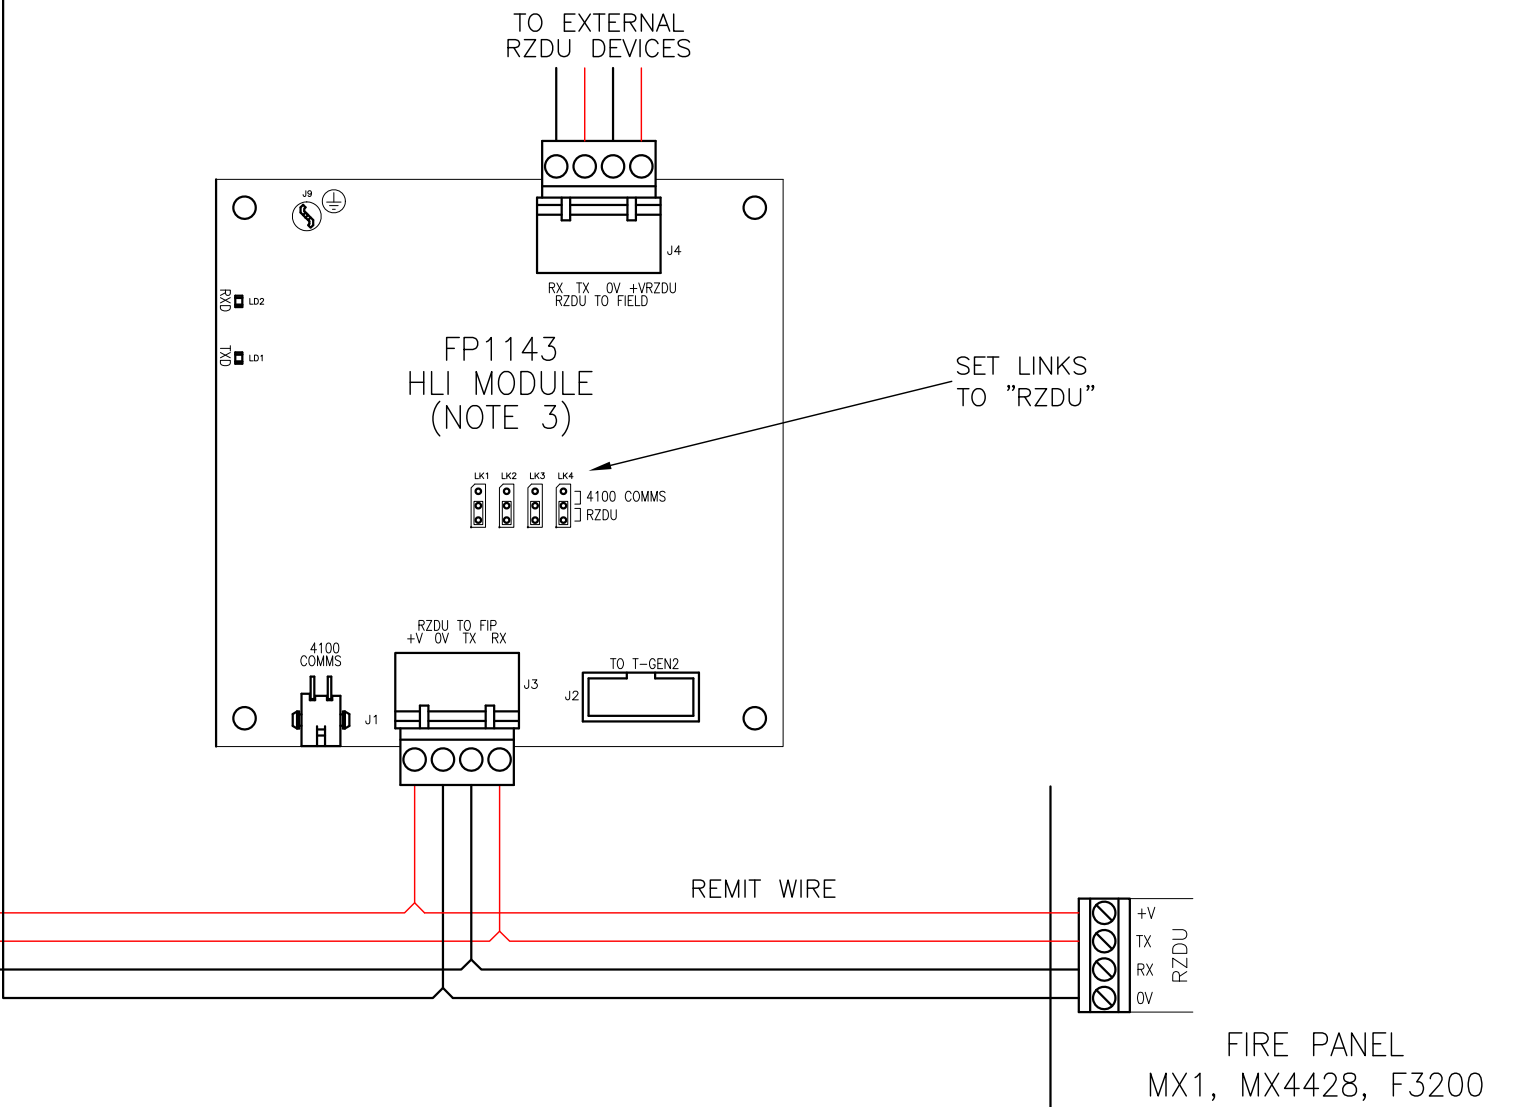 TO EXTERNAL
RZDU DEVICES
J9
J4
RX TX 0V +VRZDU
RZDU TO FIELD
RXD LD2
TXD LD1
FP1143
HLI MODULE
(NOTE 3)
SET LINKS
TO "RZDU"
LK1 LK2 LK3 LK4
4100 COMMS
RZDU
RZDU TO FIP
+V 0V TX RX
4100
COMMS
J1
J3
TO T-GEN2
J2
REMIT WIRE
+V
TX
RX
0V
RZDU
FIRE PANEL
MX1, MX4428, F3200